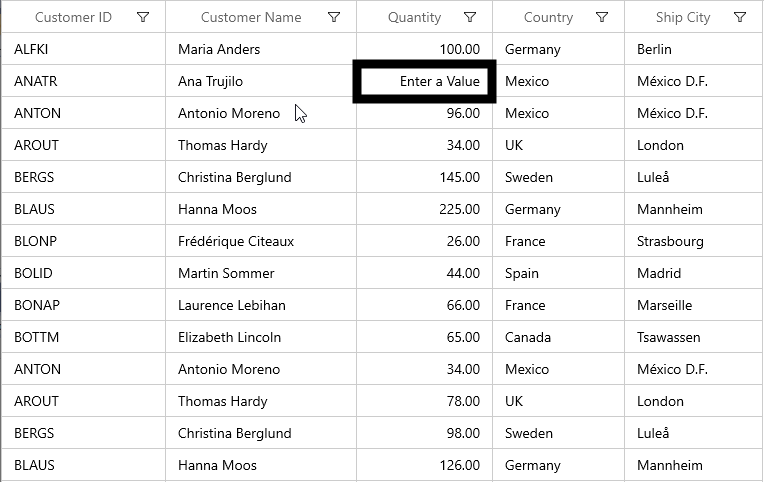 Customer ID Customer Name Quantity Country Ship City
ALFKI Maria Anders 100.00 Germany Berlin
ANATR Ana Trujilo Enter a Value Mexico México D.F.
ANTON Antonio Moreno 96.00 Mexico México D.F.
AROUT Thomas Hardy 34.00 UK London
BERGS Christina Berglund 145.00 Sweden Luleå
BLAUS Hanna Moos 225.00 Germany Mannheim
BLONP Frédérique Citeaux 26.00 France Strasbourg
BOLID Martin Sommer 44.00 Spain Madrid
BONAP Laurence Lebihan 66.00 France Marseille
BOTTM Elizabeth Lincoln 65.00 Canada Tsawassen
ANTON Antonio Moreno 34.00 Mexico México D.F.
AROUT Thomas Hardy 78.00 UK London
BERGS Christina Berglund 98.00 Sweden Luleå
BLAUS Hanna Moos 126.00 Germany Mannheim